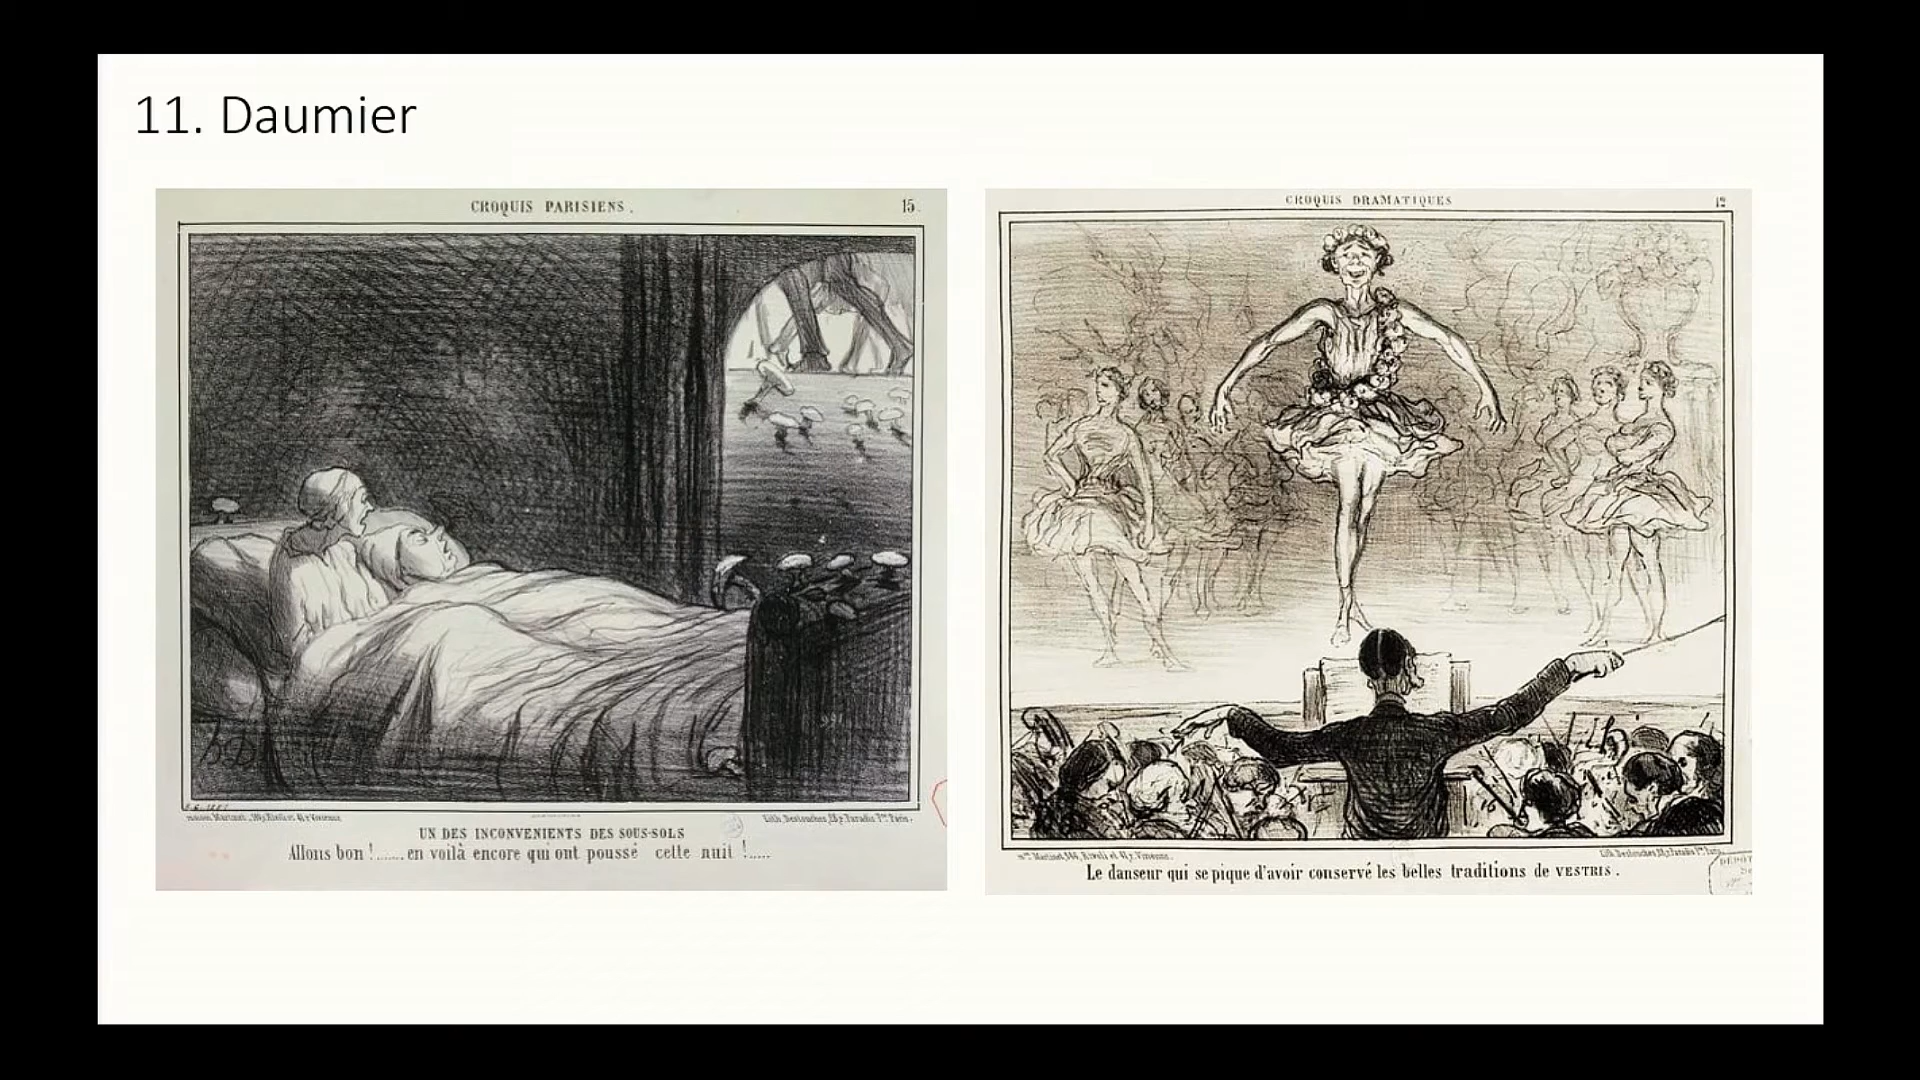 11. Daumier
CROQUIS PARISIENS.
15.
UN DES INCONVENIENTS DES SOUS-SOLS
Allons bon !.......en voilà encore qui ont poussé cette nuit !.....
CROQUIS DRAMATIQUES
12
Le danseur qui se pique d'avoir conservé les belles traditions de VESTRIS.